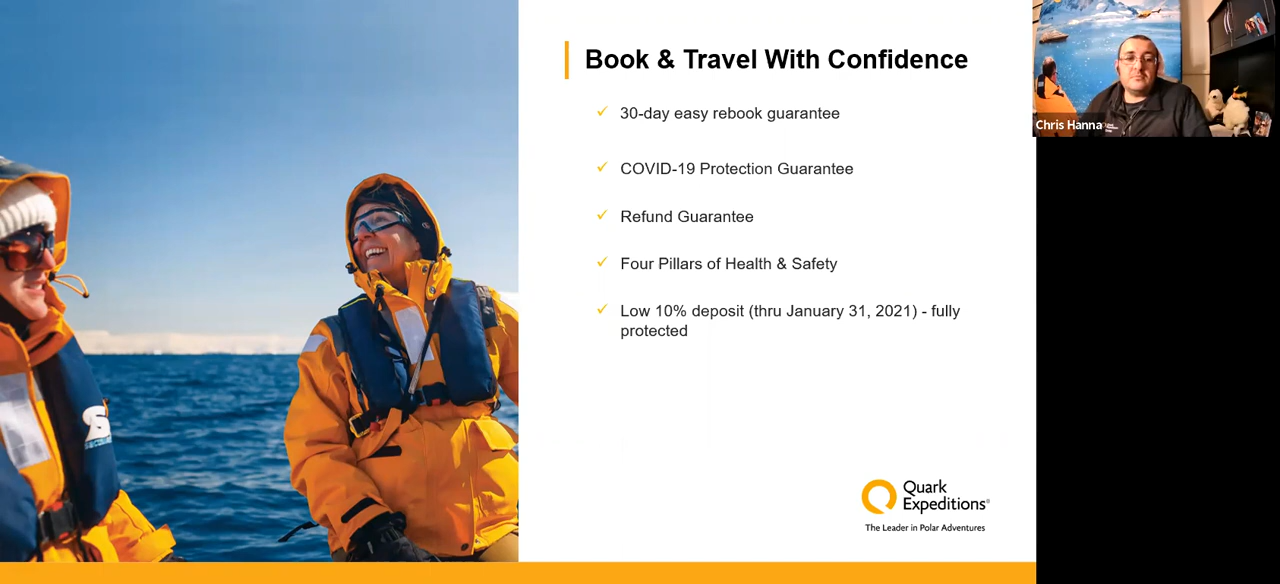 Book & Travel With Confidence
30-day easy rebook guarantee
COVID-19 Protection Guarantee
Refund Guarantee
Four Pillars of Health & Safety
Low 10% deposit (thru January 31, 2021) - fully
protected
Quark
Expeditions®
The Leader in Polar Adventures
Chris Hanna